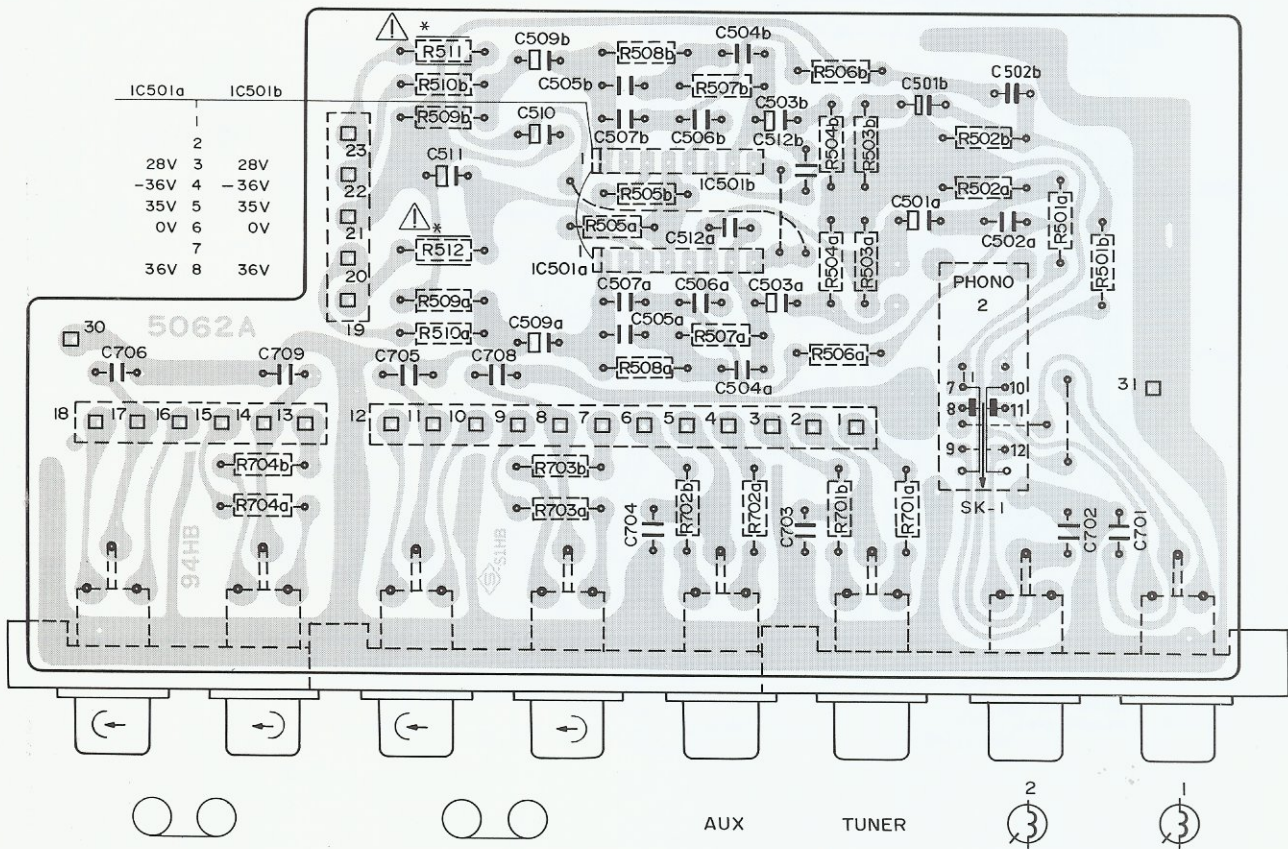 IC501a IC501b
1
2
28V 3 28V
-36V 4 -36V
35V 5 35V
0V 6 0V
7
36V 8 36V
⚠ *
R511
C509b
R508b
C504b
R510b
C505b
R507b
R506b
C501b
C502b
R509b
C510
C507b
C506b
C503b
C512b
R504b
R503b
R502b
23
22
21
20
19
C511
1
IC501b
R505b
R502a
⚠ *
R505a
C512a
C501a
C502a
R501a
R501b
R512
IC501a
R504a
R503a
R509a
C507a
C506a
C503a
PHONO
2
R510a
C509a
C505a
R507a
R506a
R508a
C504a
5062A
30
C706
C709
C705
C708
31
1
7
10
8
11
9
12
SK-1
18 17 16 15 14 13
12 11 10 9 8 7 6 5 4 3 2 1
R704b
R703b
R704a
R703a
C704
R702b
R702a
C703
R701b
R701a
C702
C701
94HB
S
S1HB
AUX
TUNER
2
1